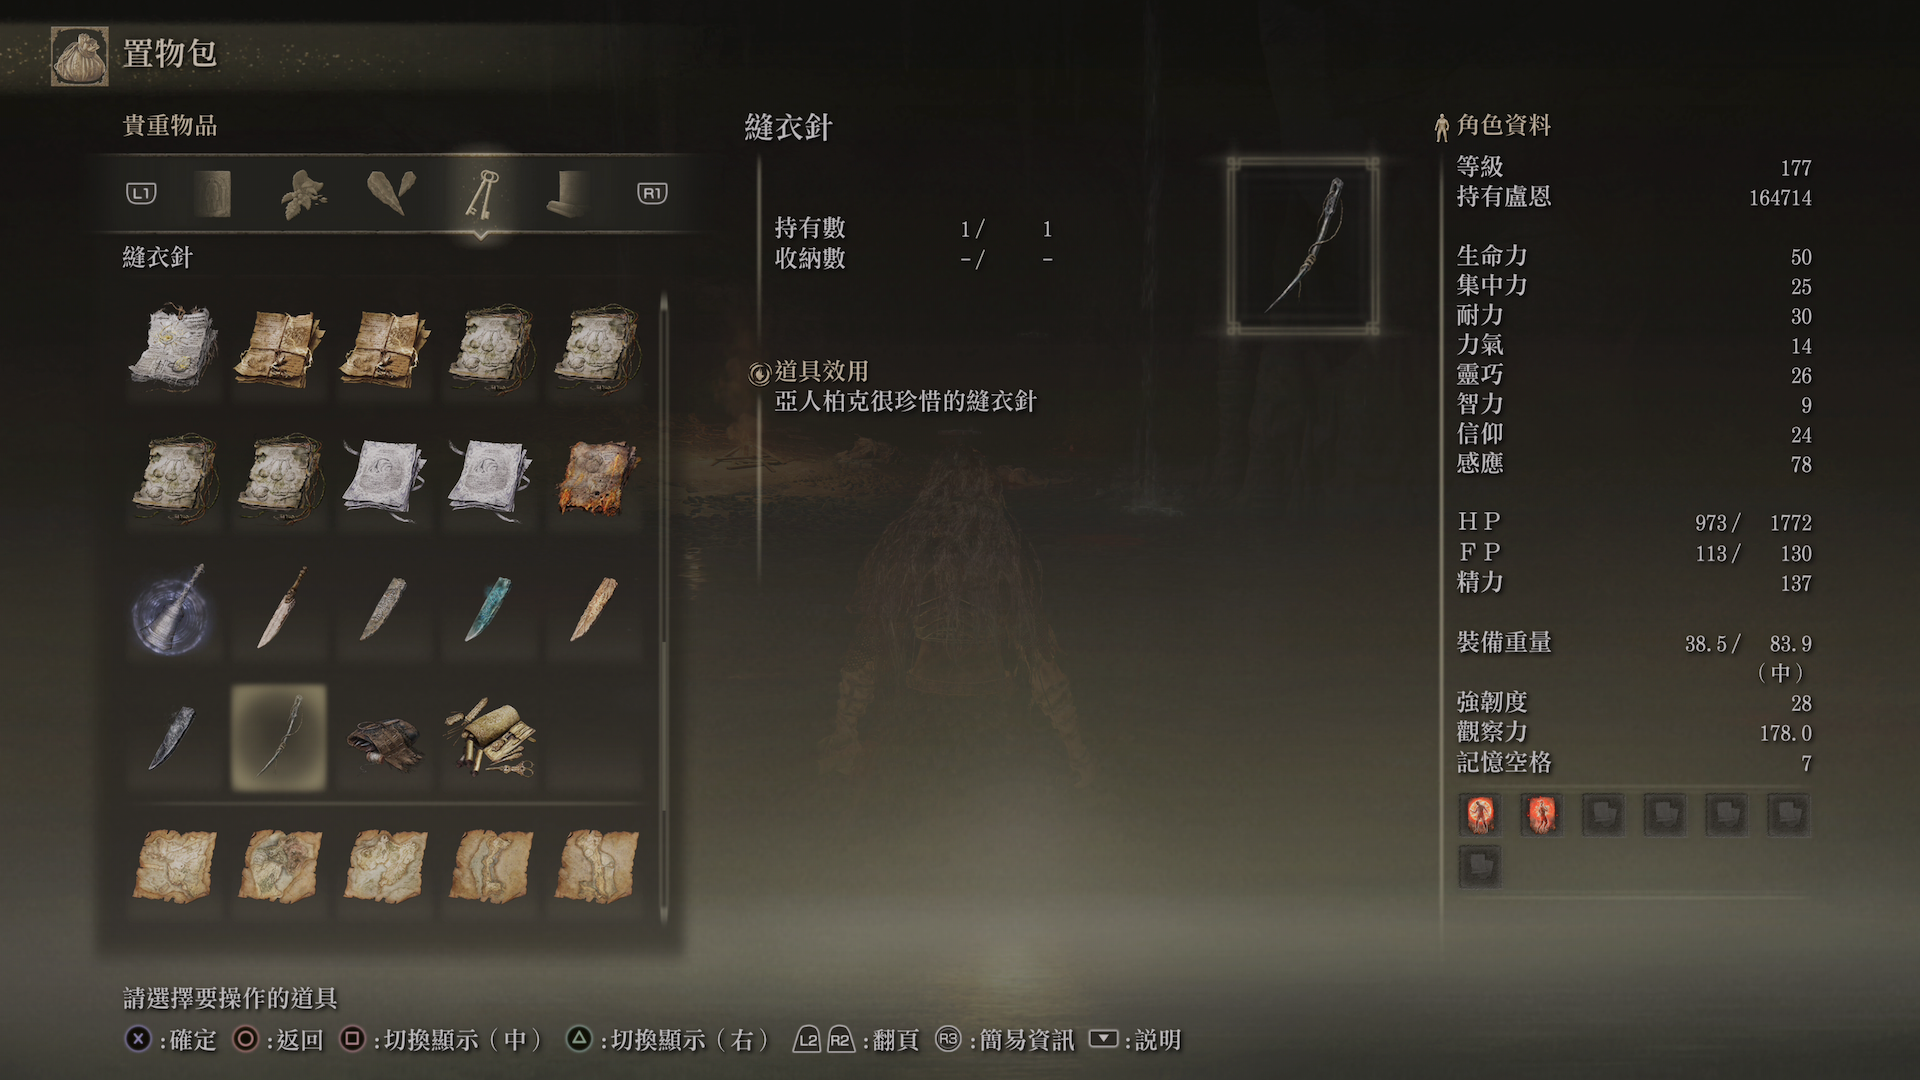 置物包
貴重物品
L1
R1
縫衣針
縫衣針
持有數 1/ 1
收納數 -/ -
道具效用
亞人柏克很珍惜的縫衣針
角色資料
等級 177
持有盧恩 164714
生命力 50
集中力 25
耐力 30
力氣 14
靈巧 26
智力 9
信仰 24
感應 78
HP 973/ 1772
FP 113/ 130
精力 137
裝備重量 38.5/ 83.9
（中）
強韌度 28
觀察力 178.0
記憶空格 7
請選擇要操作的道具
X:確定 :返回 :切換顯示（中） :切換顯示（右） L2 R2:翻頁 R3:簡易資訊 :説明